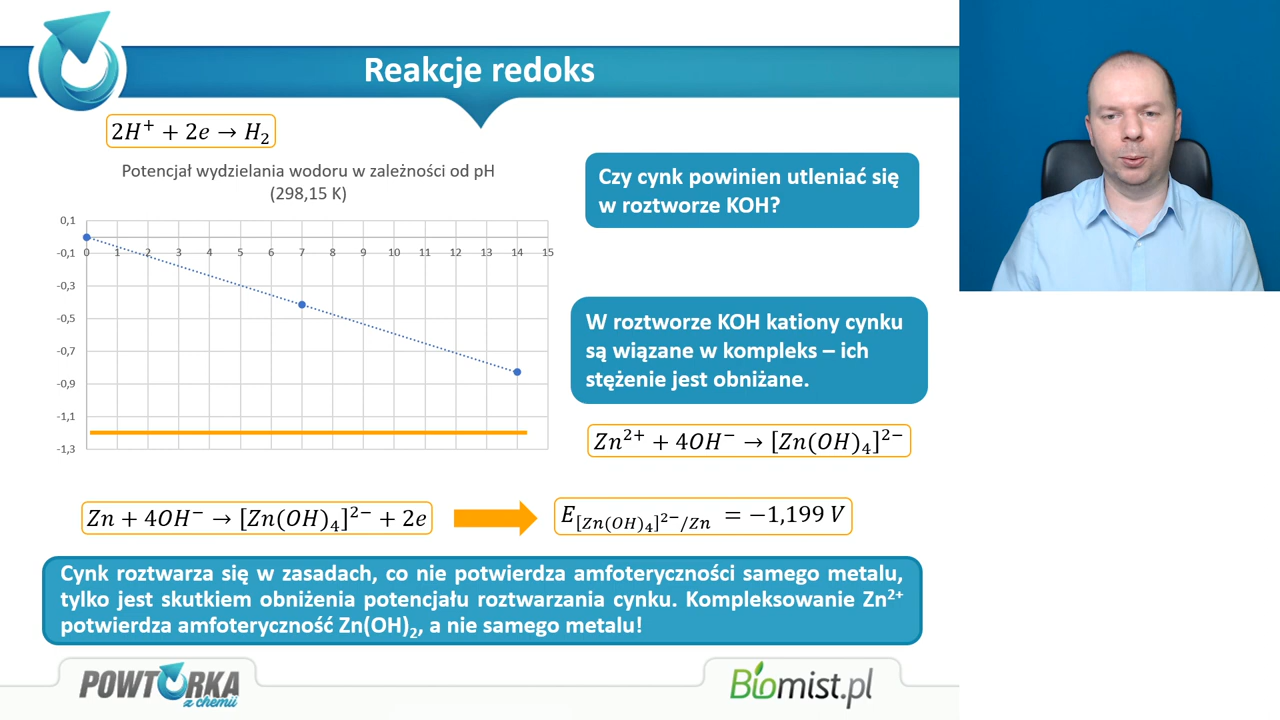 Reakcje redoks
2H⁺ + 2e → H₂
Potencjał wydzielania wodoru w zależności od pH
(298,15 K)
0,1
-0,1
-0,3
-0,5
-0,7
-0,9
-1,1
-1,3
0 1 2 3 4 5 6 7 8 9 10 11 12 13 14 15
Czy cynk powinien utleniać się
w roztworze KOH?
W roztworze KOH kationy cynku
są wiązane w kompleks – ich
stężenie jest obniżane.
Zn²⁺ + 4OH⁻ → [Zn(OH)₄]²⁻
Zn + 4OH⁻ → [Zn(OH)₄]²⁻ + 2e
E[Zn(OH)₄]²⁻/Zn = −1,199 V
Cynk roztwarza się w zasadach, co nie potwierdza amfoteryczności samego metalu,
tylko jest skutkiem obniżenia potencjału roztwarzania cynku. Kompleksowanie Zn²⁺
potwierdza amfoteryczność Zn(OH)₂, a nie samego metalu!
POWTÓRKA
z chemii
Biomist.pl